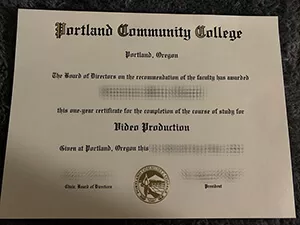 Portland Community College
Portland, Oregon
The Board of Directors on the recommendation of the faculty has awarded
this one-year certificate for the completion of the course of study for
Video Production
Given at Portland, Oregon this
Chair, Board of Directors
President